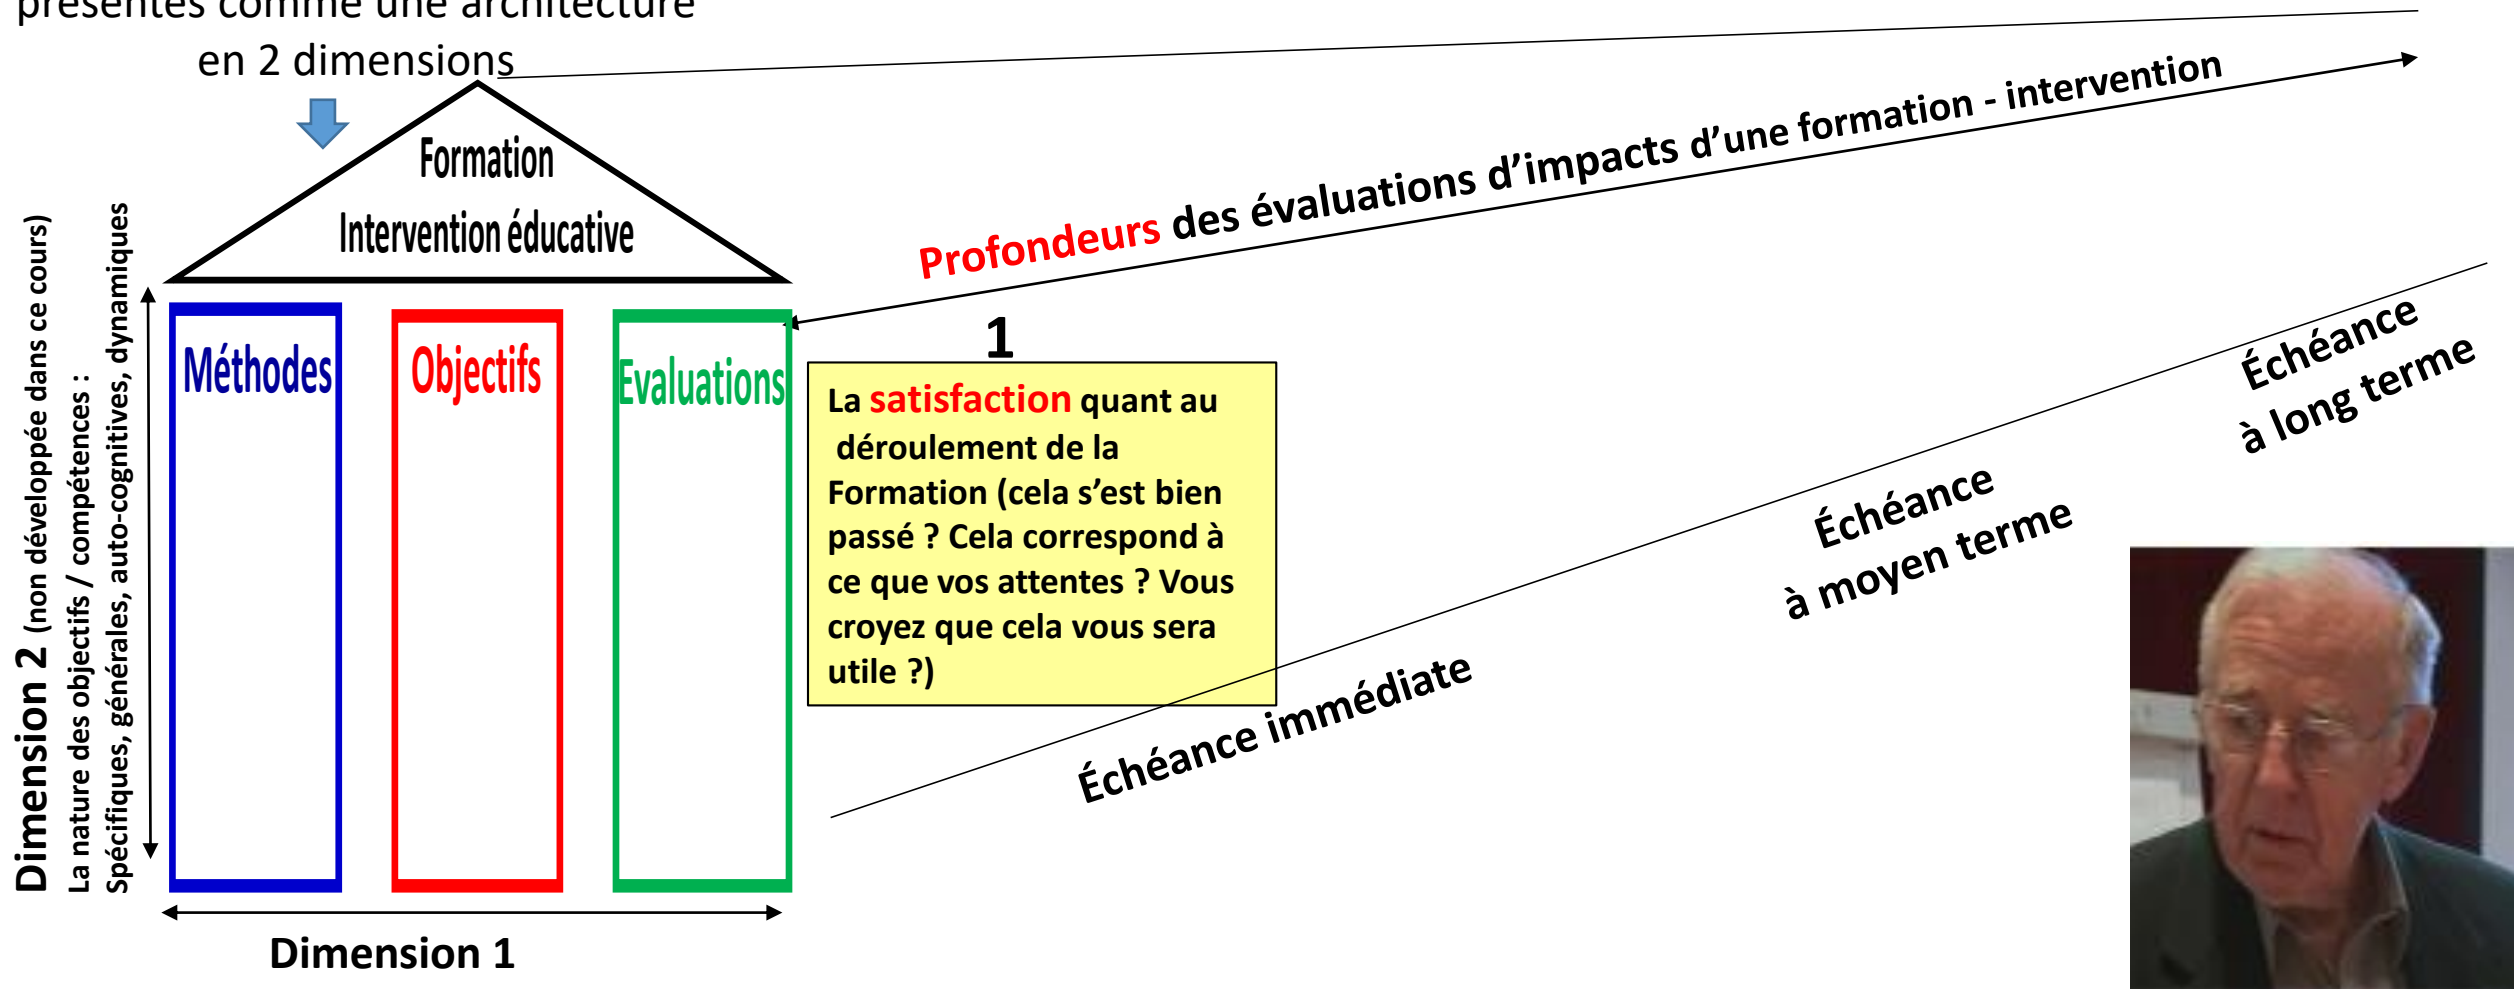 présentés comme une architecture
en 2 dimensions
Formation
Intervention éducative
Profondeurs des évaluations d’impacts d’une formation - intervention
Dimension 2 (non développée dans ce cours)
La nature des objectifs / compétences :
Spécifiques, générales, auto-cognitives, dynamiques
Méthodes
Objectifs
Evaluations
1
La satisfaction quant au
déroulement de la
Formation (cela s’est bien
passé ? Cela correspond à
ce que vos attentes ? Vous
croyez que cela vous sera
utile ?)
Échéance immédiate
Échéance
à moyen terme
Échéance
à long terme
Dimension 1